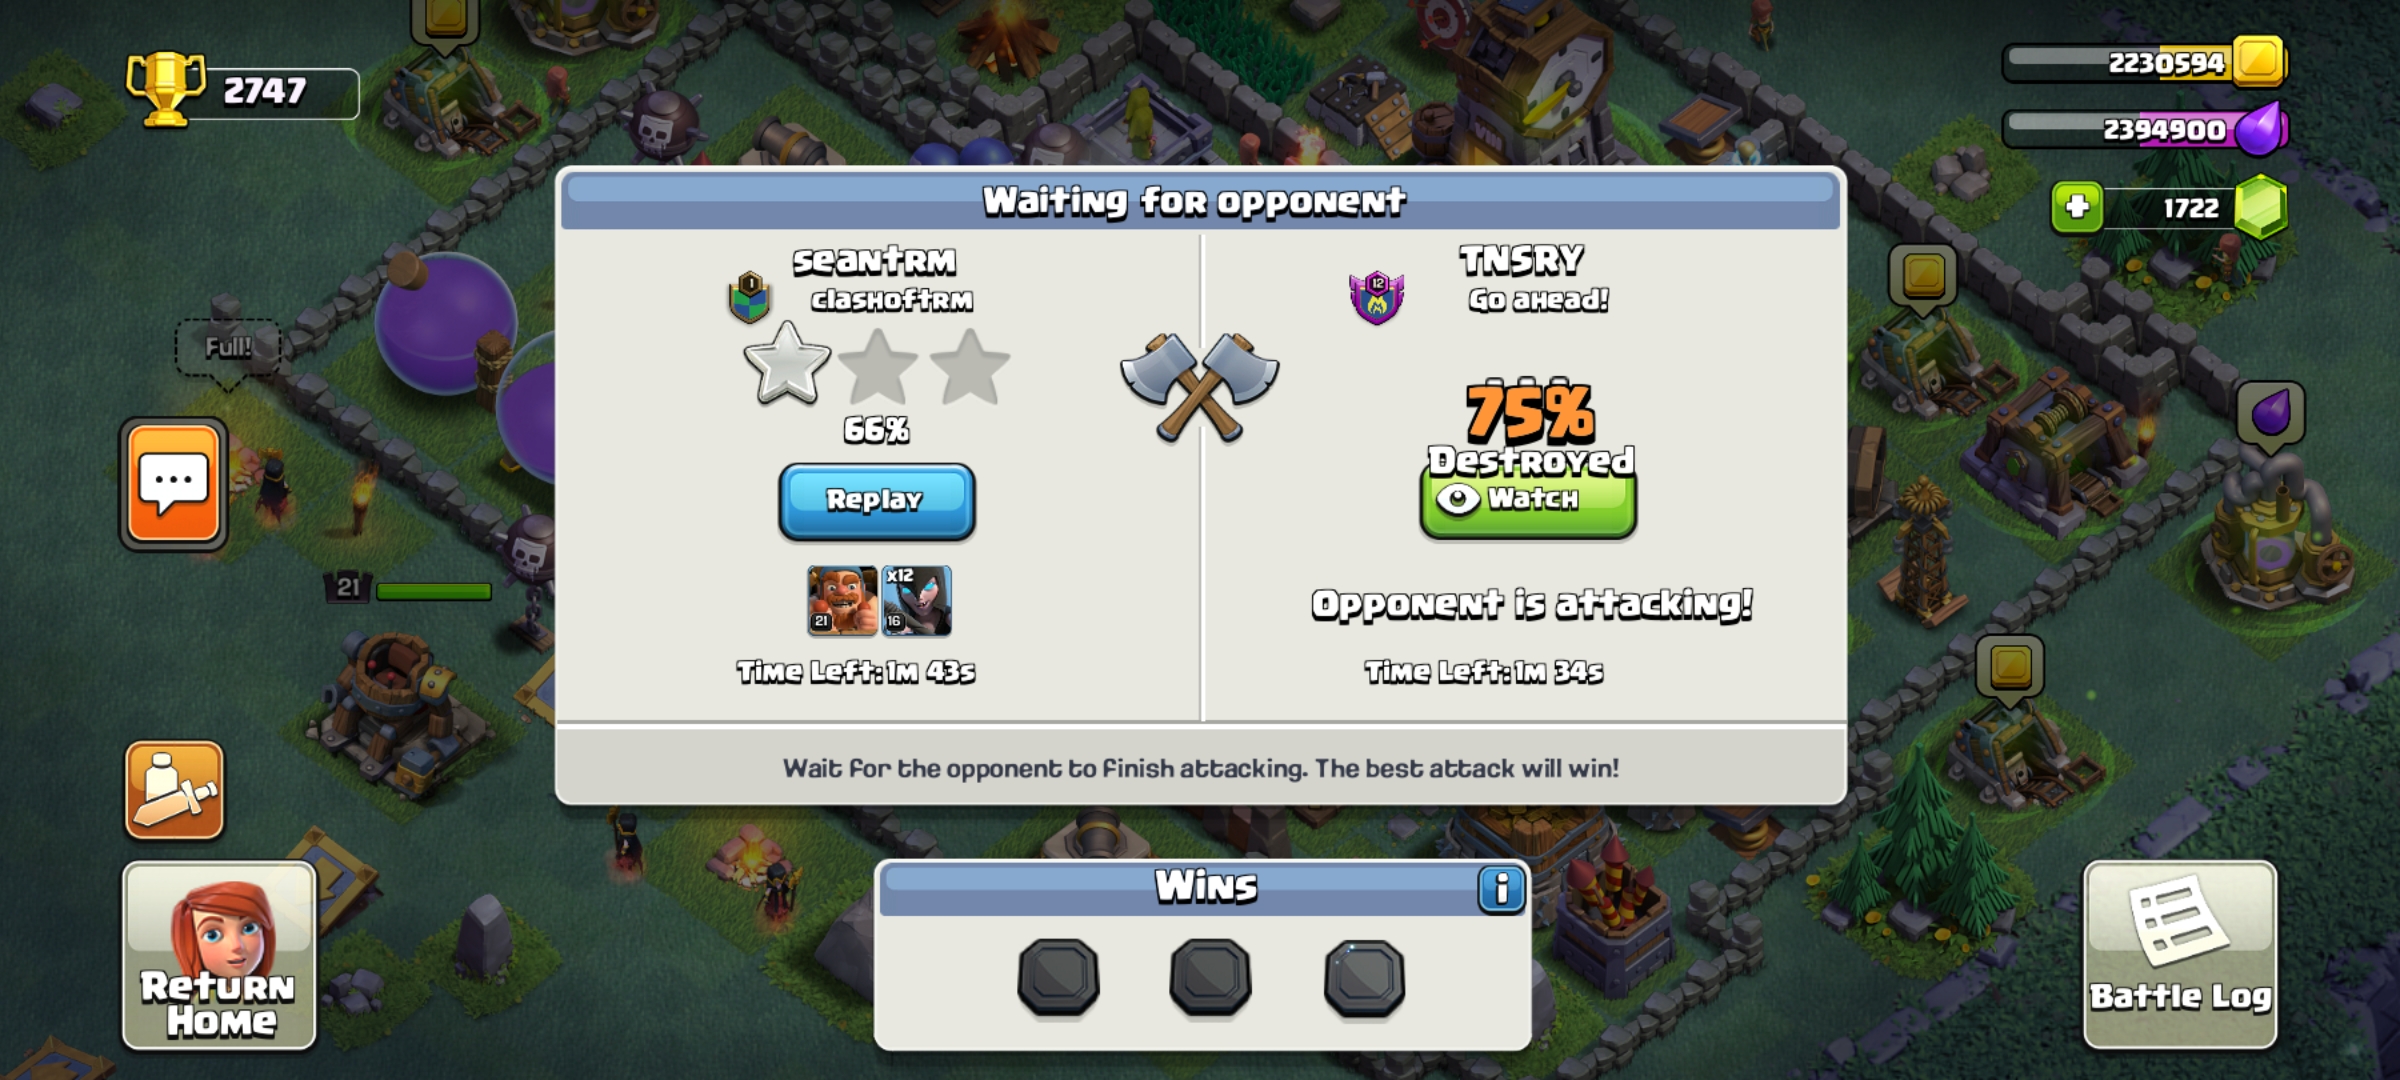 2747
2230594
2394900
1722
Waiting for opponent
seantrm
1
clashoftrm
66%
Replay
21
x12
16
Time Left:1m 43s
TNSRY
12
Go ahead!
75%
Destroyed
Watch
Opponent is attacking!
Time Left:1m 34s
Wait for the opponent to finish attacking. The best attack will win!
Full!
21
VIII
Wins
i
Return
Home
Battle Log